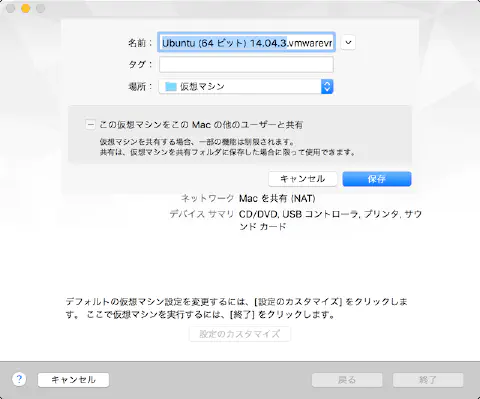 名前： Ubuntu (64 ビット) 14.04.3.vmwarevr
タグ：
場所： 仮想マシン
この仮想マシンをこの Mac の他のユーザーと共有
仮想マシンを共有する場合、一部の機能は制限されます。
共有は、仮想マシンを共有フォルダに保存した場合に限って使用できます。
キャンセル 保存
ネットワーク Mac を共有 (NAT)
デバイス サマリ CD/DVD, USB コントローラ, プリンタ, サウ
ンド カード
デフォルトの仮想マシン設定を変更するには、[設定のカスタマイズ] をクリックしま
す。 ここで仮想マシンを実行するには、[終了] をクリックします。
設定のカスタマイズ
? キャンセル 戻る 終了